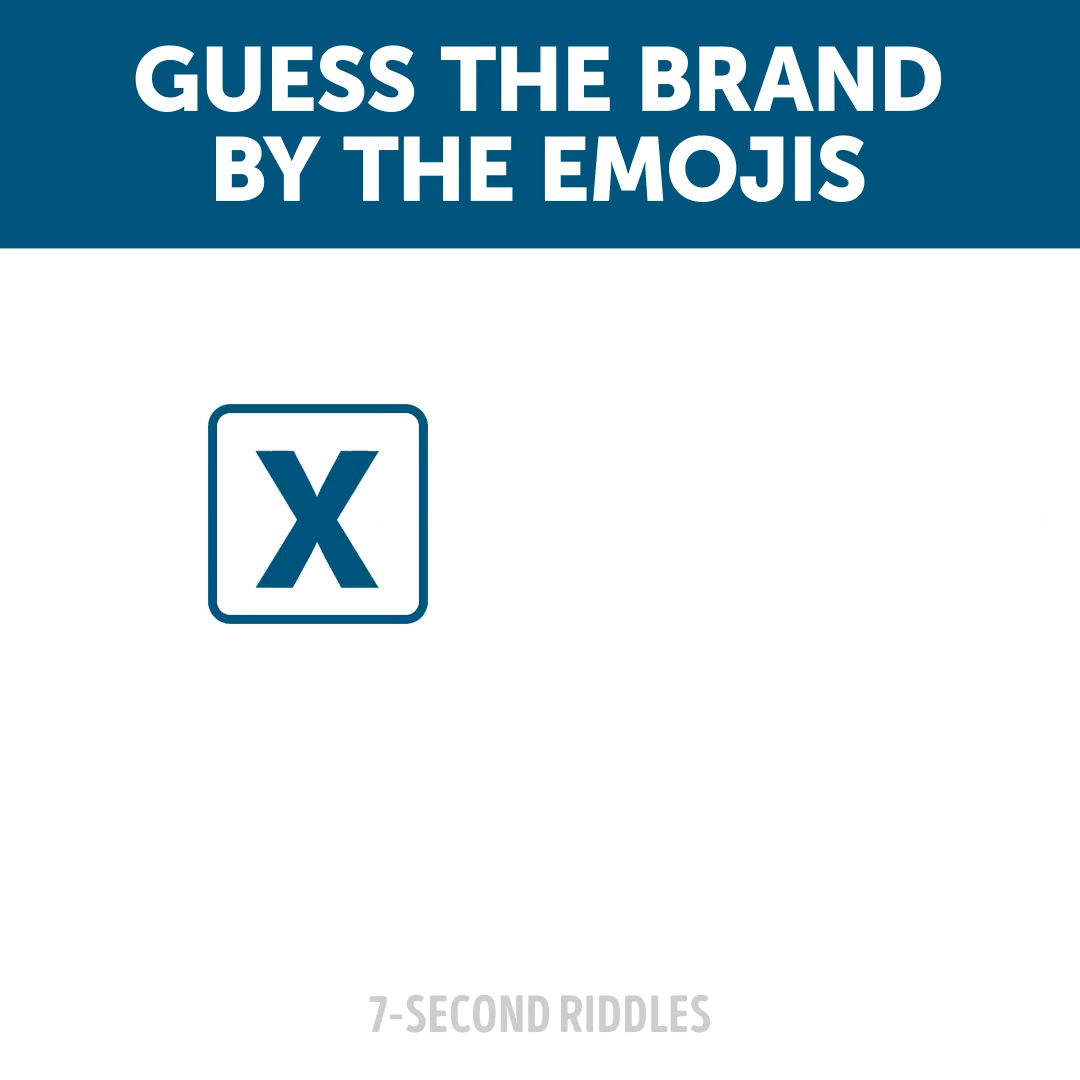 GUESS THE BRAND
BY THE EMOJIS
X
7-SECOND RIDDLES